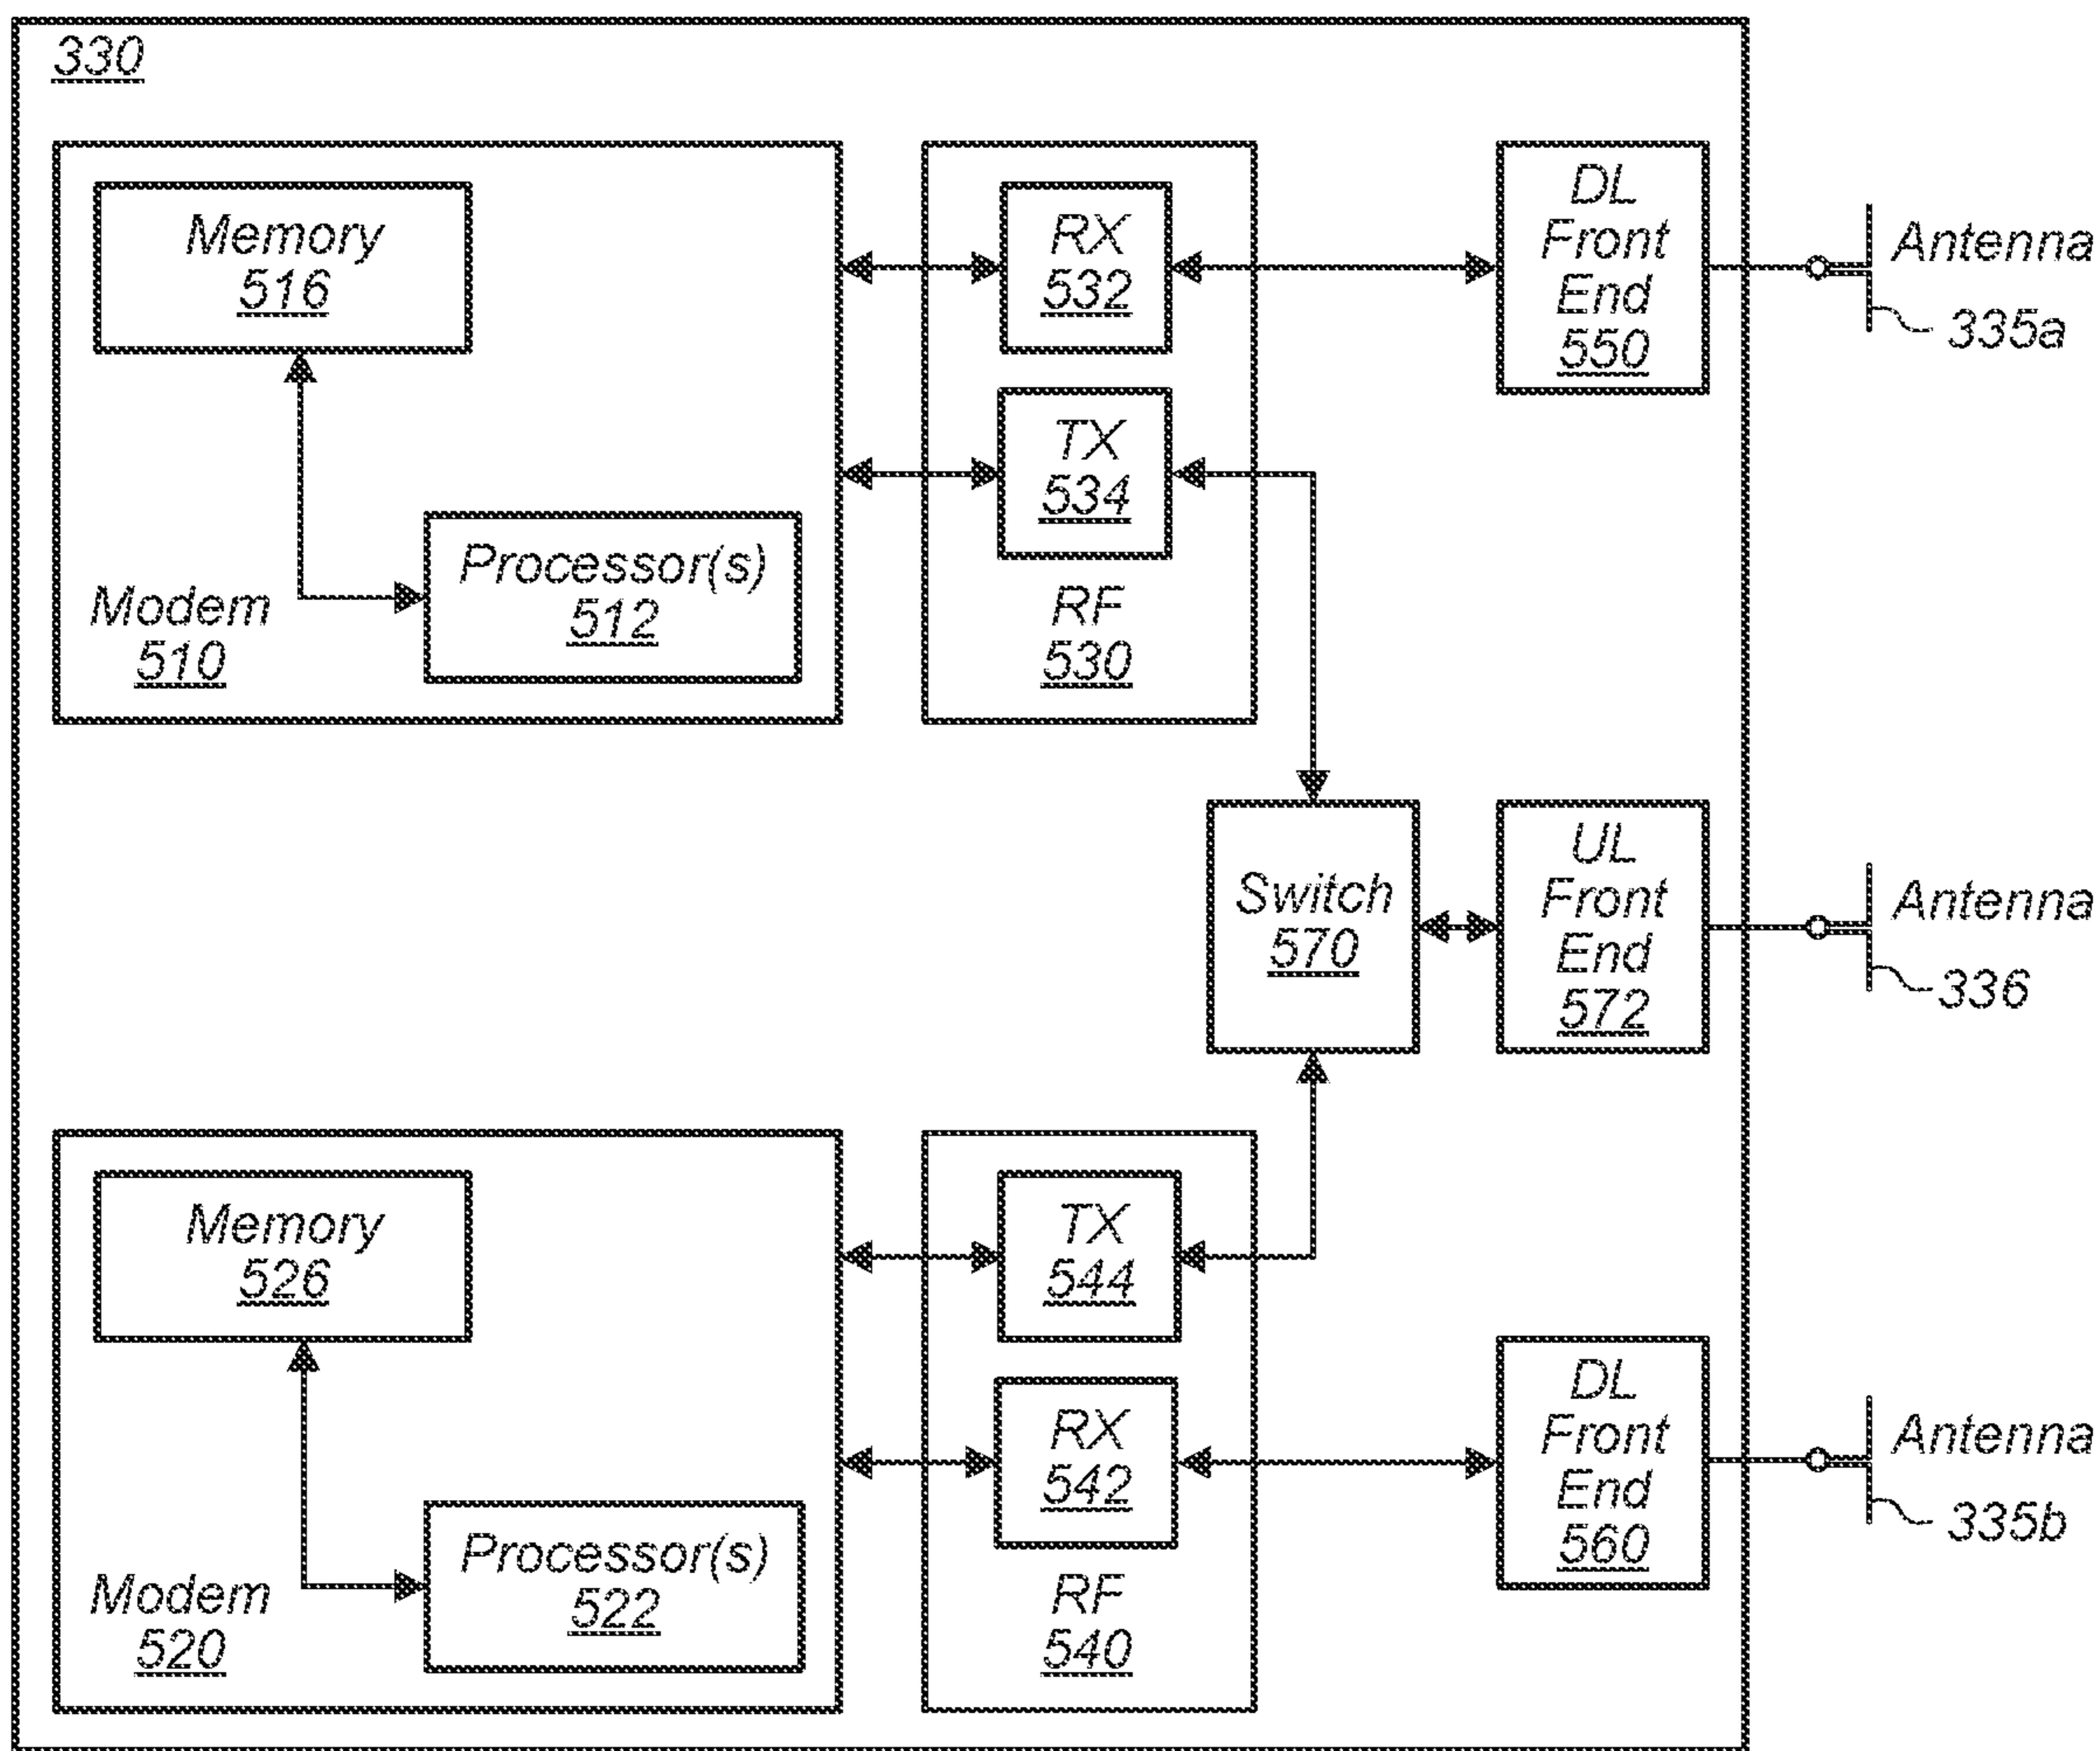 330
Memory
516
Processor(s)
512
Modem
510
RX
532
TX
534
RF
530
DL
Front
End
550
Antenna
335a
Switch
570
UL
Front
End
572
Antenna
336
Memory
526
Processor(s)
522
Modem
520
TX
544
RX
542
RF
540
DL
Front
End
560
Antenna
335b